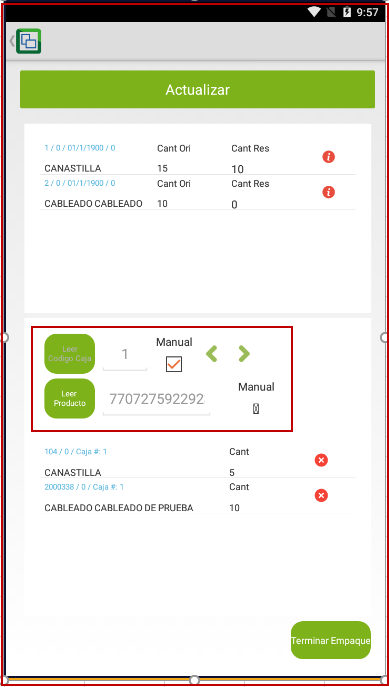 9:57
Actualizar
1 / 0 / 01/1/1900 / 0 Cant Ori Cant Res
CANASTILLA 15 10
2 / 0 / 01/1/1900 / 0 Cant Ori Cant Res
CABLEADO CABLEADO 10 0
Leer
Codigo Caja
1
Manual
Leer
Producto
770727592292
Manual
104 / 0 / Caja #: 1 Cant
CANASTILLA 5
2000338 / 0 / Caja #: 1 Cant
CABLEADO CABLEADO DE PRUEBA 10
Terminar Empaque